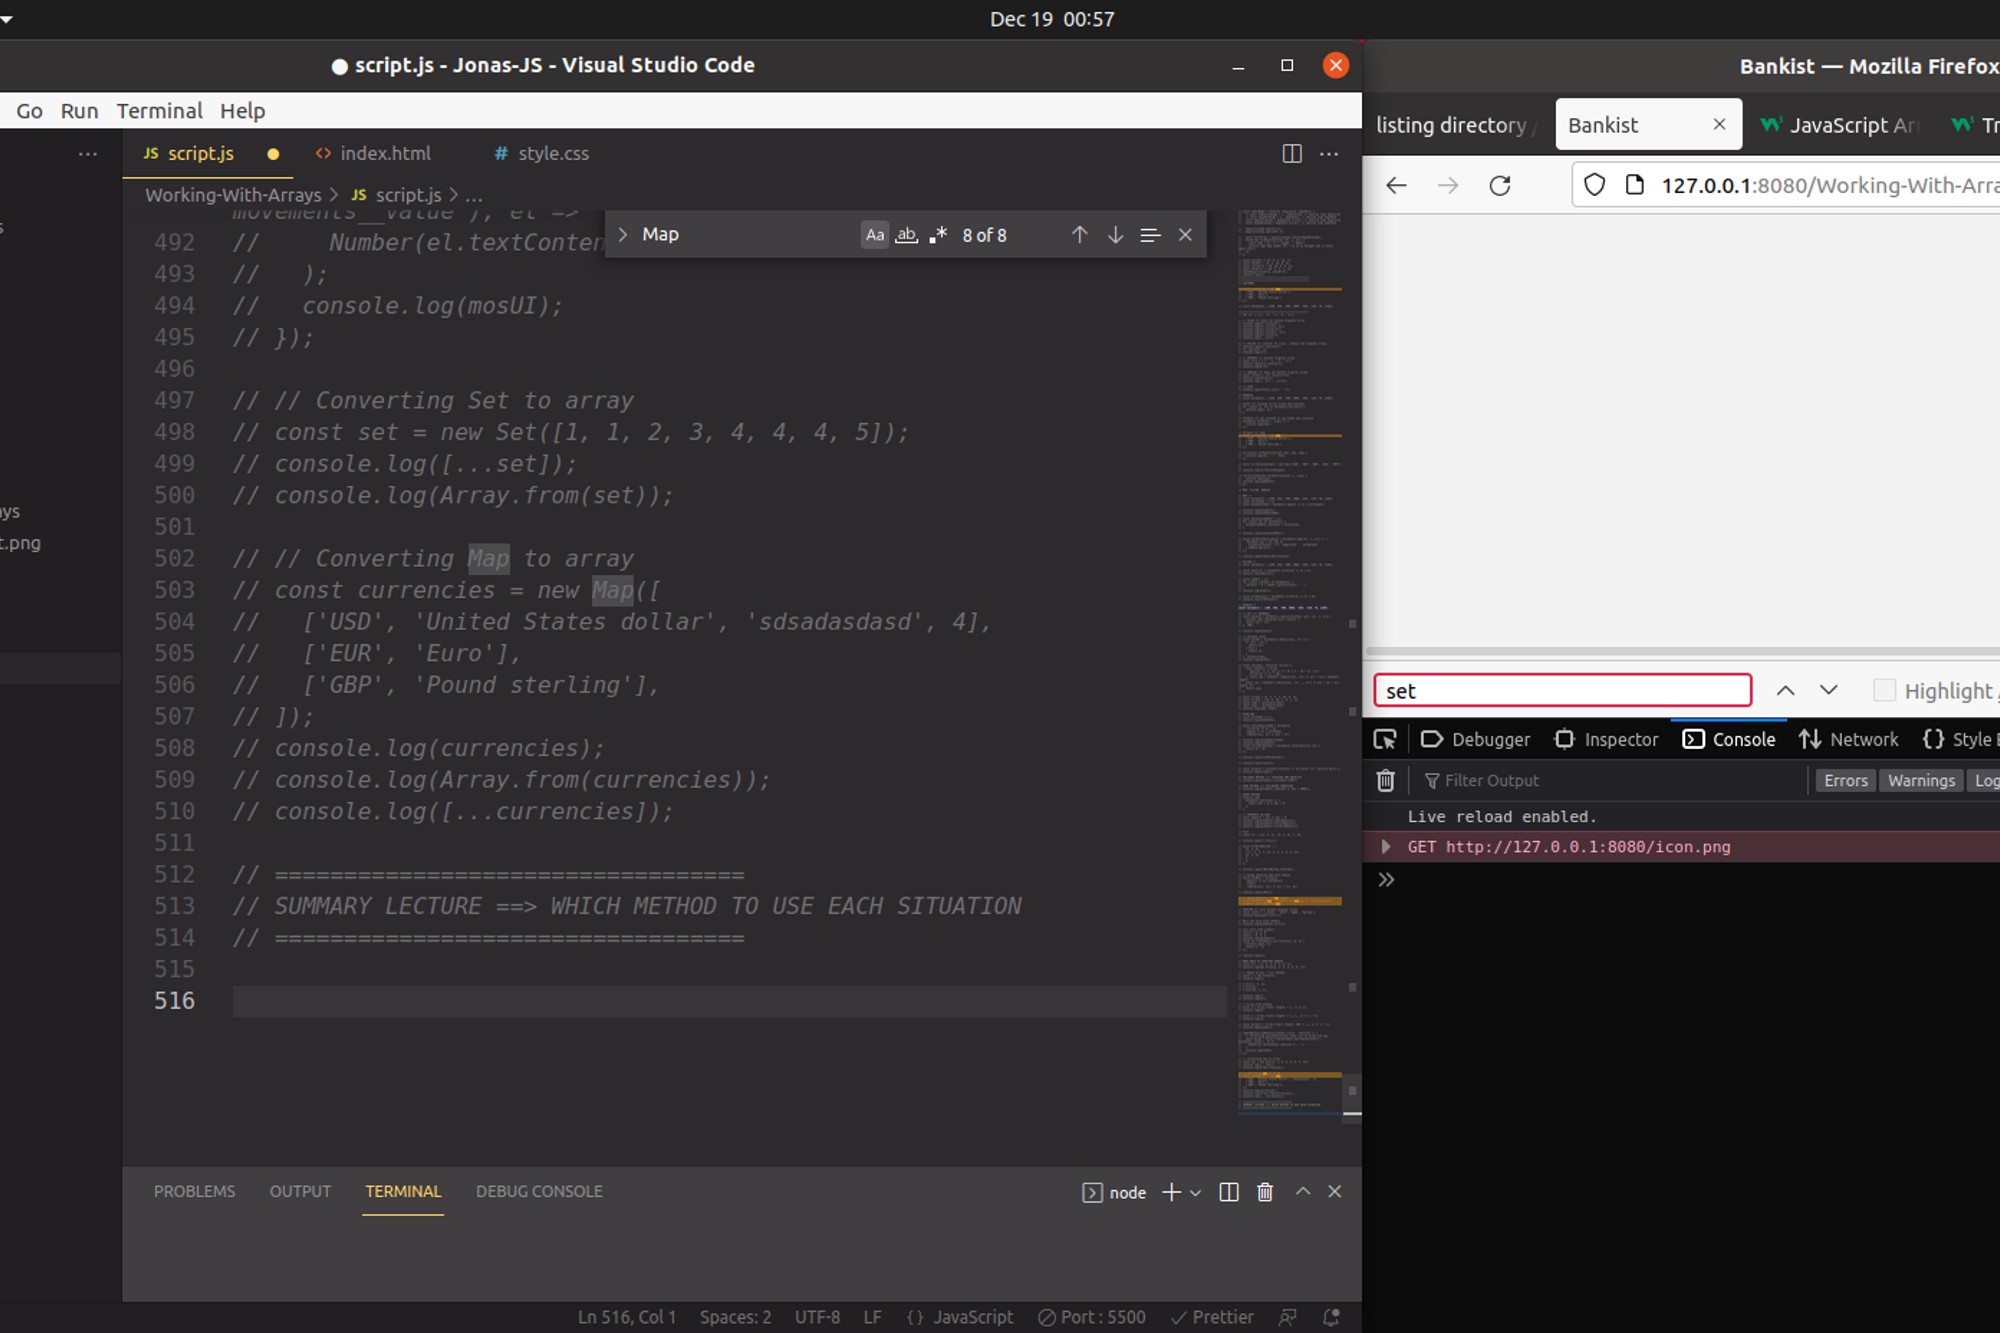 Dec 19  00:57
● script.js - Jonas-JS - Visual Studio Code
Go Run Terminal Help
JS script.js ● <> index.html # style.css
Working-With-Arrays > JS script.js > ...
s
ays
t.png
Map Aa ab 8 of 8
movements__value'), el =>
492 //     Number(el.textConten
493 //   );
494 //   console.log(mosUI);
495 // });
496
497 // // Converting Set to array
498 // const set = new Set([1, 1, 2, 3, 4, 4, 4, 5]);
499 // console.log([...set]);
500 // console.log(Array.from(set));
501
502 // // Converting Map to array
503 // const currencies = new Map([
504 //   ['USD', 'United States dollar', 'sdsadasdasd', 4],
505 //   ['EUR', 'Euro'],
506 //   ['GBP', 'Pound sterling'],
507 // ]);
508 // console.log(currencies);
509 // console.log(Array.from(currencies));
510 // console.log([...currencies]);
511
512 // ==================================
513 // SUMMARY LECTURE ==> WHICH METHOD TO USE EACH SITUATION
514 // ==================================
515
516
PROBLEMS OUTPUT TERMINAL DEBUG CONSOLE
node
Ln 516, Col 1 Spaces: 2 UTF-8 LF {} JavaScript Port : 5500 Prettier
Bankist — Mozilla Firefox
listing directory / Bankist JavaScript Arr Tr
127.0.0.1:8080/Working-With-Arra
set
Highlight
Debugger Inspector Console Network {} Style E
Filter Output Errors Warnings Log
Live reload enabled.
GET http://127.0.0.1:8080/icon.png
»